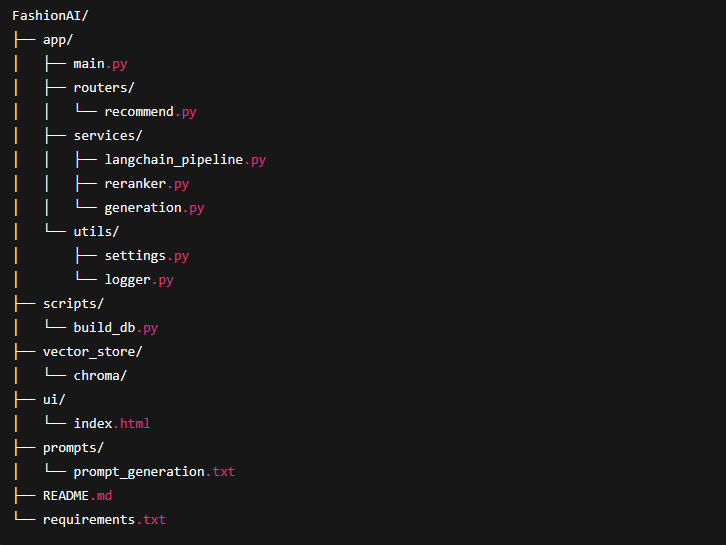 FashionAI/
├── app/
│   ├── main.py
│   ├── routers/
│   │   └── recommend.py
│   ├── services/
│   │   ├── langchain_pipeline.py
│   │   ├── reranker.py
│   │   └── generation.py
│   └── utils/
│       ├── settings.py
│       └── logger.py
├── scripts/
│   └── build_db.py
├── vector_store/
│   └── chroma/
├── ui/
│   └── index.html
├── prompts/
│   └── prompt_generation.txt
├── README.md
└── requirements.txt